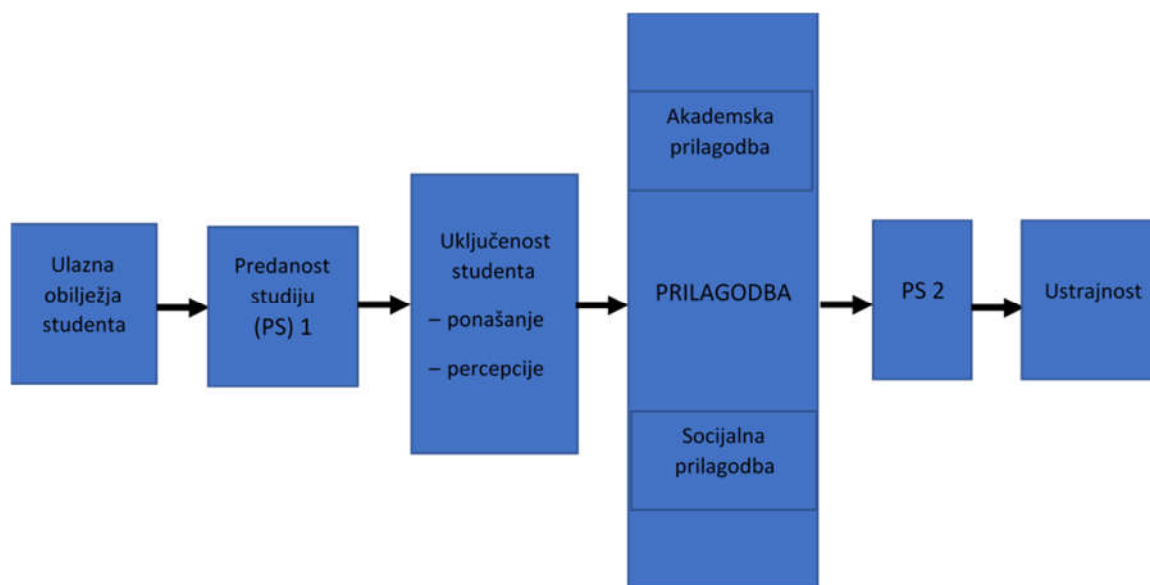 Ulazna
obilježja
studenta
Predanost
studiju
(PS) 1
Uključenost
studenta
– ponašanje
– percepcije
Akademska
prilagodba
PRILAGODBA
Socijalna
prilagodba
PS 2
Ustrajnost